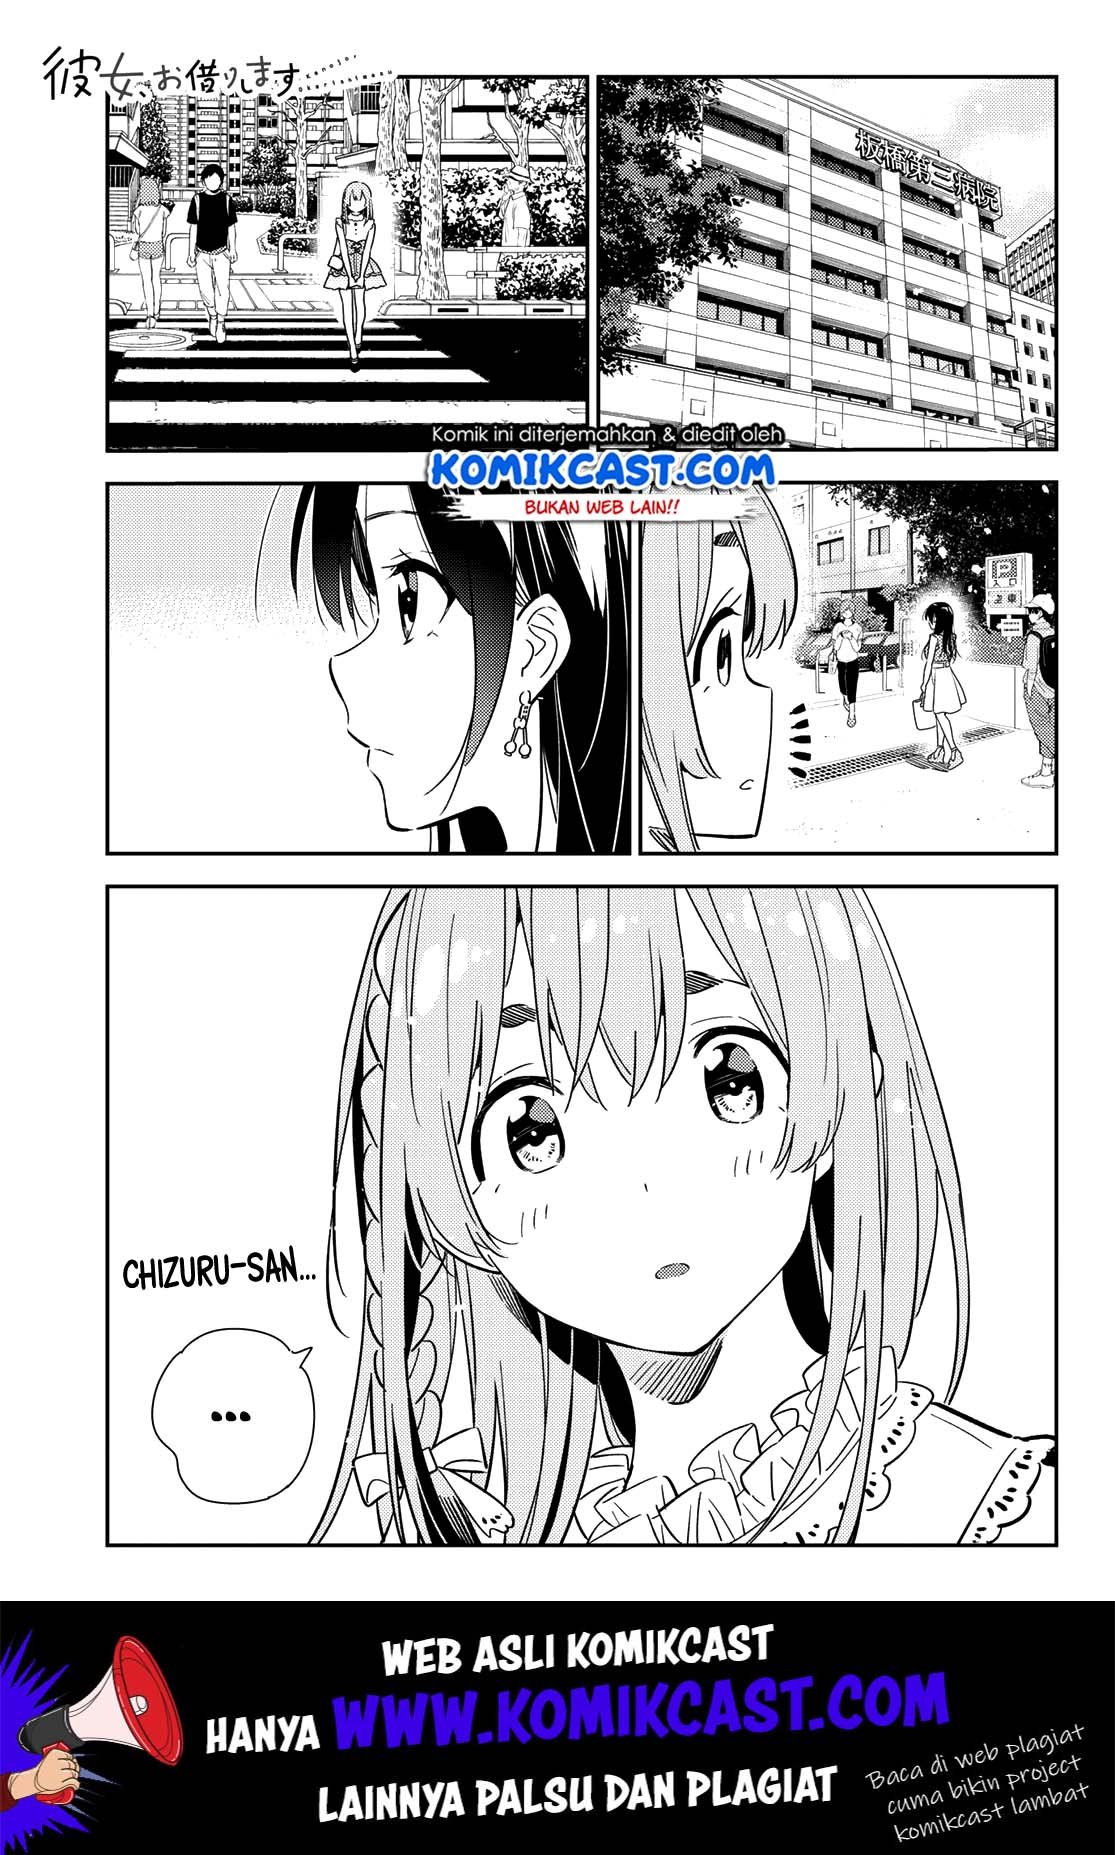 彼女、お借ります
板橋第三病院
Komik ini diterjemahkan & diedit oleh
KOMIKCAST.COM
BUKAN WEB LAIN!!
P
入口
CHIZURU-SAN...
...
WEB ASLI KOMIKCAST
HANYA WWW.KOMIKCAST.COM
LAINNYA PALSU DAN PLAGIAT
Baca di web plagiat
cuma bikin project
komikcast lambat